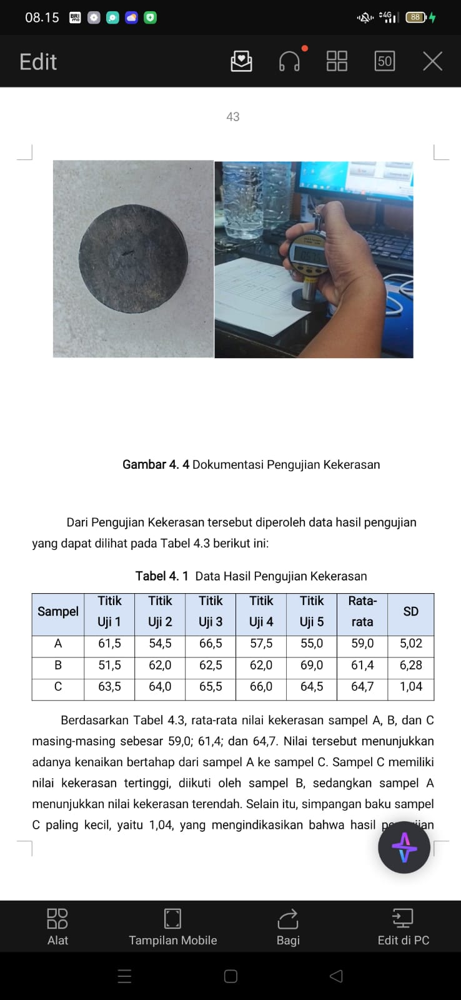 08.15 BRI mo 4G 88
Edit 50
43
SAMSUNG
Gambar 4. 4 Dokumentasi Pengujian Kekerasan
Dari Pengujian Kekerasan tersebut diperoleh data hasil pengujian
yang dapat dilihat pada Tabel 4.3 berikut ini:
Tabel 4. 1 Data Hasil Pengujian Kekerasan
Sampel Titik Uji 1 Titik Uji 2 Titik Uji 3 Titik Uji 4 Titik Uji 5 Rata-rata SD
A 61,5 54,5 66,5 57,5 55,0 59,0 5,02
B 51,5 62,0 62,5 62,0 69,0 61,4 6,28
C 63,5 64,0 65,5 66,0 64,5 64,7 1,04
Berdasarkan Tabel 4.3, rata-rata nilai kekerasan sampel A, B, dan C
masing-masing sebesar 59,0; 61,4; dan 64,7. Nilai tersebut menunjukkan
adanya kenaikan bertahap dari sampel A ke sampel C. Sampel C memiliki
nilai kekerasan tertinggi, diikuti oleh sampel B, sedangkan sampel A
menunjukkan nilai kekerasan terendah. Selain itu, simpangan baku sampel
C paling kecil, yaitu 1,04, yang mengindikasikan bahwa hasil
Alat Tampilan Mobile Bagi Edit di PC